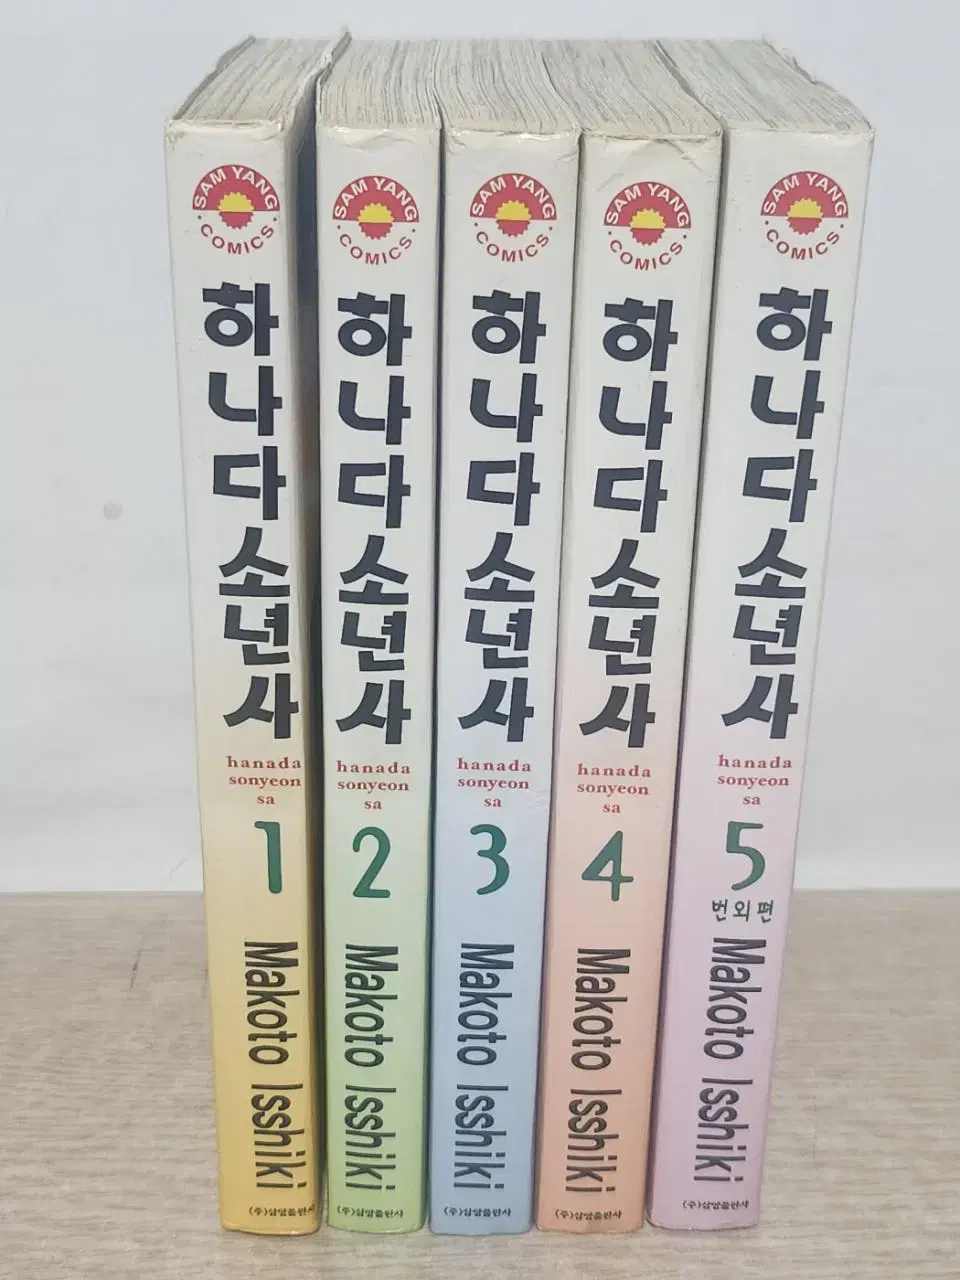 SAM YANG
COMICS
하나다소년사
hanada
sonyeon
sa
1
Makoto Isshiki
(주)삼양출판사
SAM YANG
COMICS
하나다소년사
hanada
sonyeon
sa
2
Makoto Isshiki
(주)삼양출판사
SAM YANG
COMICS
하나다소년사
hanada
sonyeon
sa
3
Makoto Isshiki
(주)삼양출판사
SAM YANG
COMICS
하나다소년사
hanada
sonyeon
sa
4
Makoto Isshiki
(주)삼양출판사
SAM YANG
COMICS
하나다소년사
hanada
sonyeon
sa
5
번외편
Makoto Isshiki
(주)삼양출판사